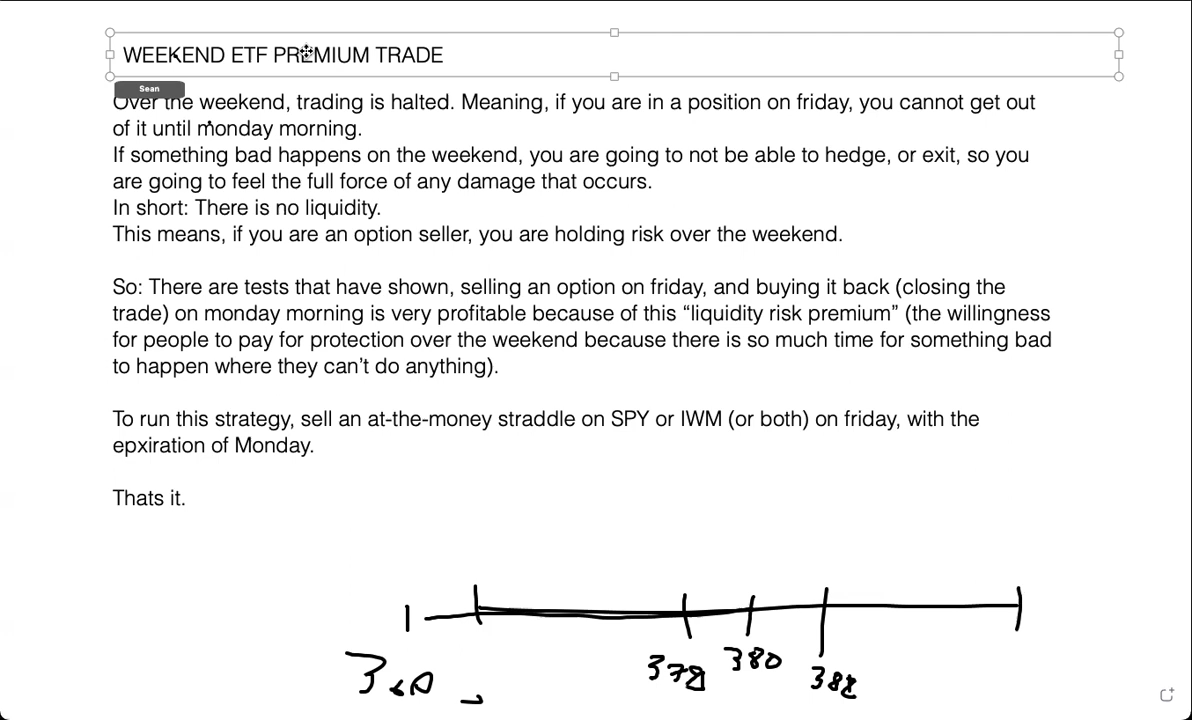 WEEKEND ETF PREMIUM TRADE
Sean
Over the weekend, trading is halted. Meaning, if you are in a position on friday, you cannot get out
of it until monday morning.
If something bad happens on the weekend, you are going to not be able to hedge, or exit, so you
are going to feel the full force of any damage that occurs.
In short: There is no liquidity.
This means, if you are an option seller, you are holding risk over the weekend.
So: There are tests that have shown, selling an option on friday, and buying it back (closing the
trade) on monday morning is very profitable because of this “liquidity risk premium” (the willingness
for people to pay for protection over the weekend because there is so much time for something bad
to happen where they can’t do anything).
To run this strategy, sell an at-the-money straddle on SPY or IWM (or both) on friday, with the
epxiration of Monday.
Thats it.
360 378 380 382